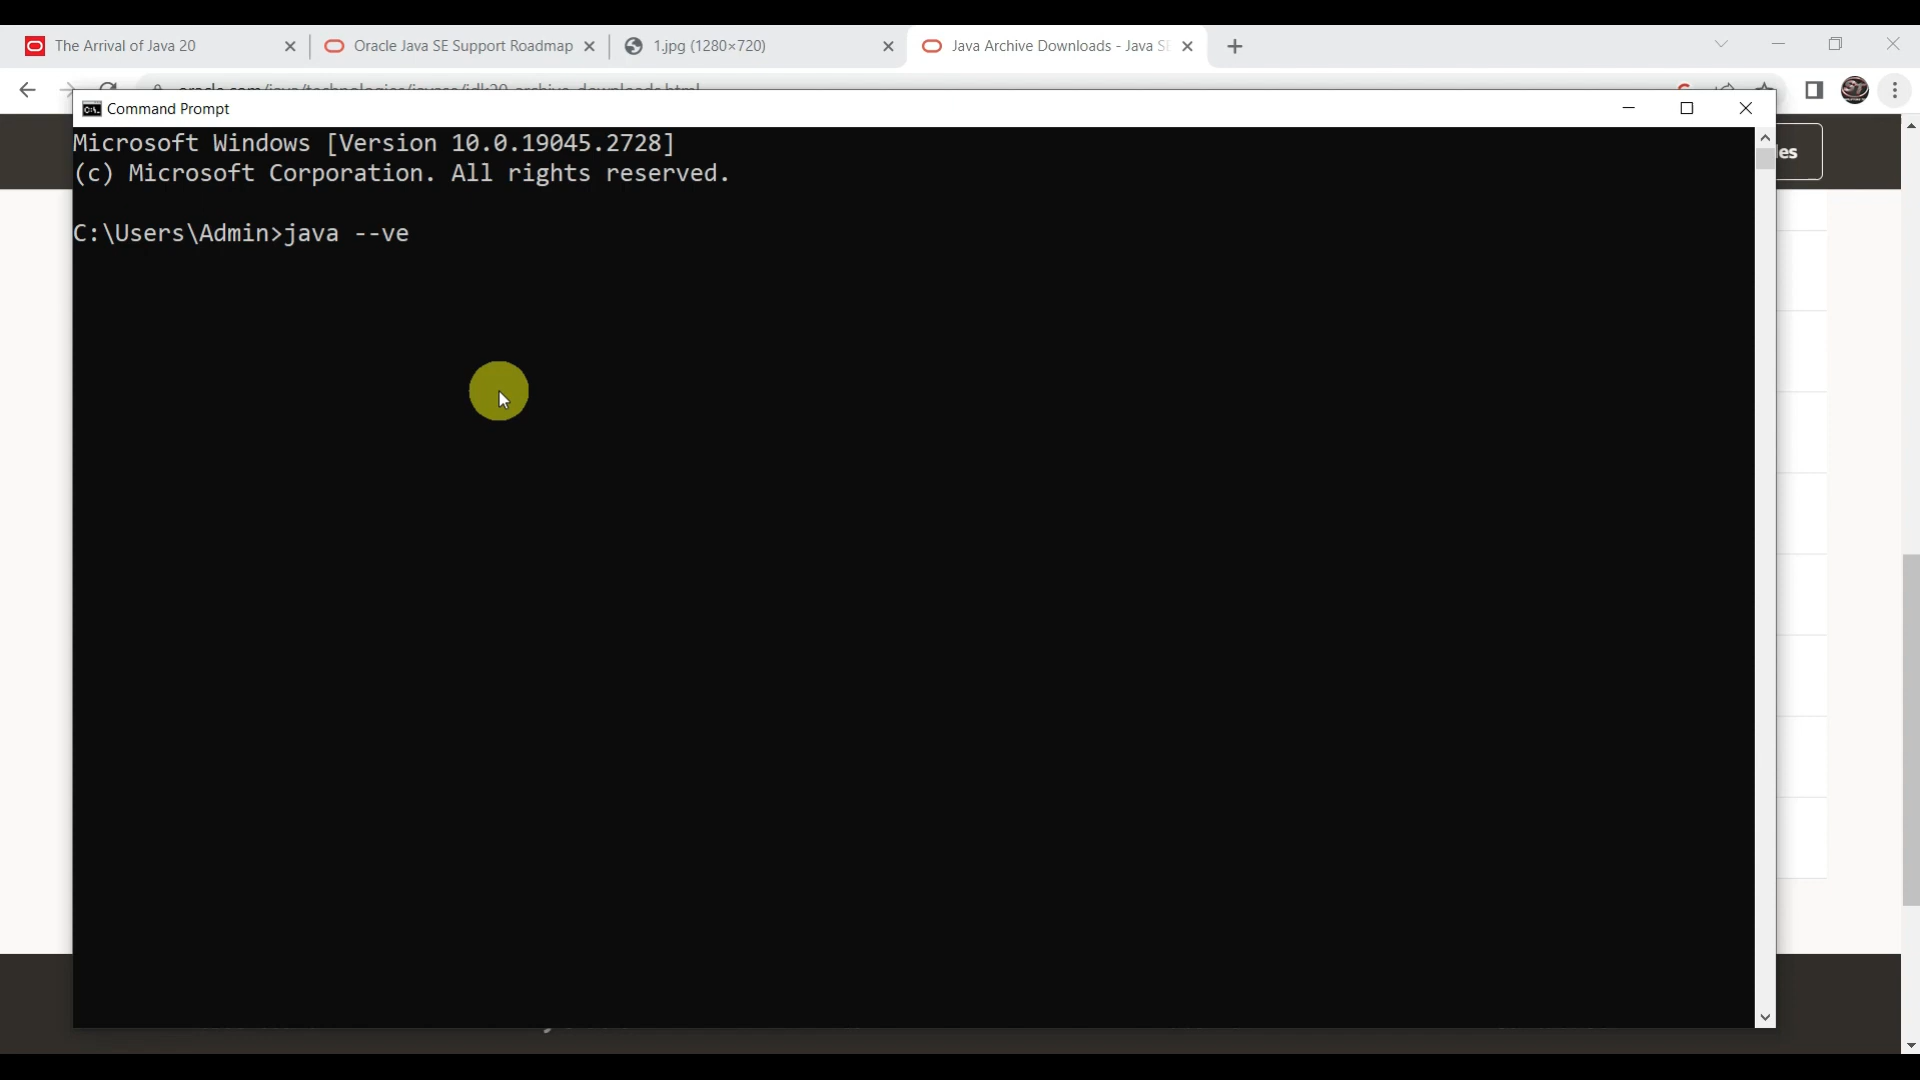 The Arrival of Java 20
Oracle Java SE Support Roadmap
1.jpg (1280×720)
Java Archive Downloads - Java SE
Command Prompt
Microsoft Windows [Version 10.0.19045.2728]
(c) Microsoft Corporation. All rights reserved.
C:\Users\Admin>java --ve